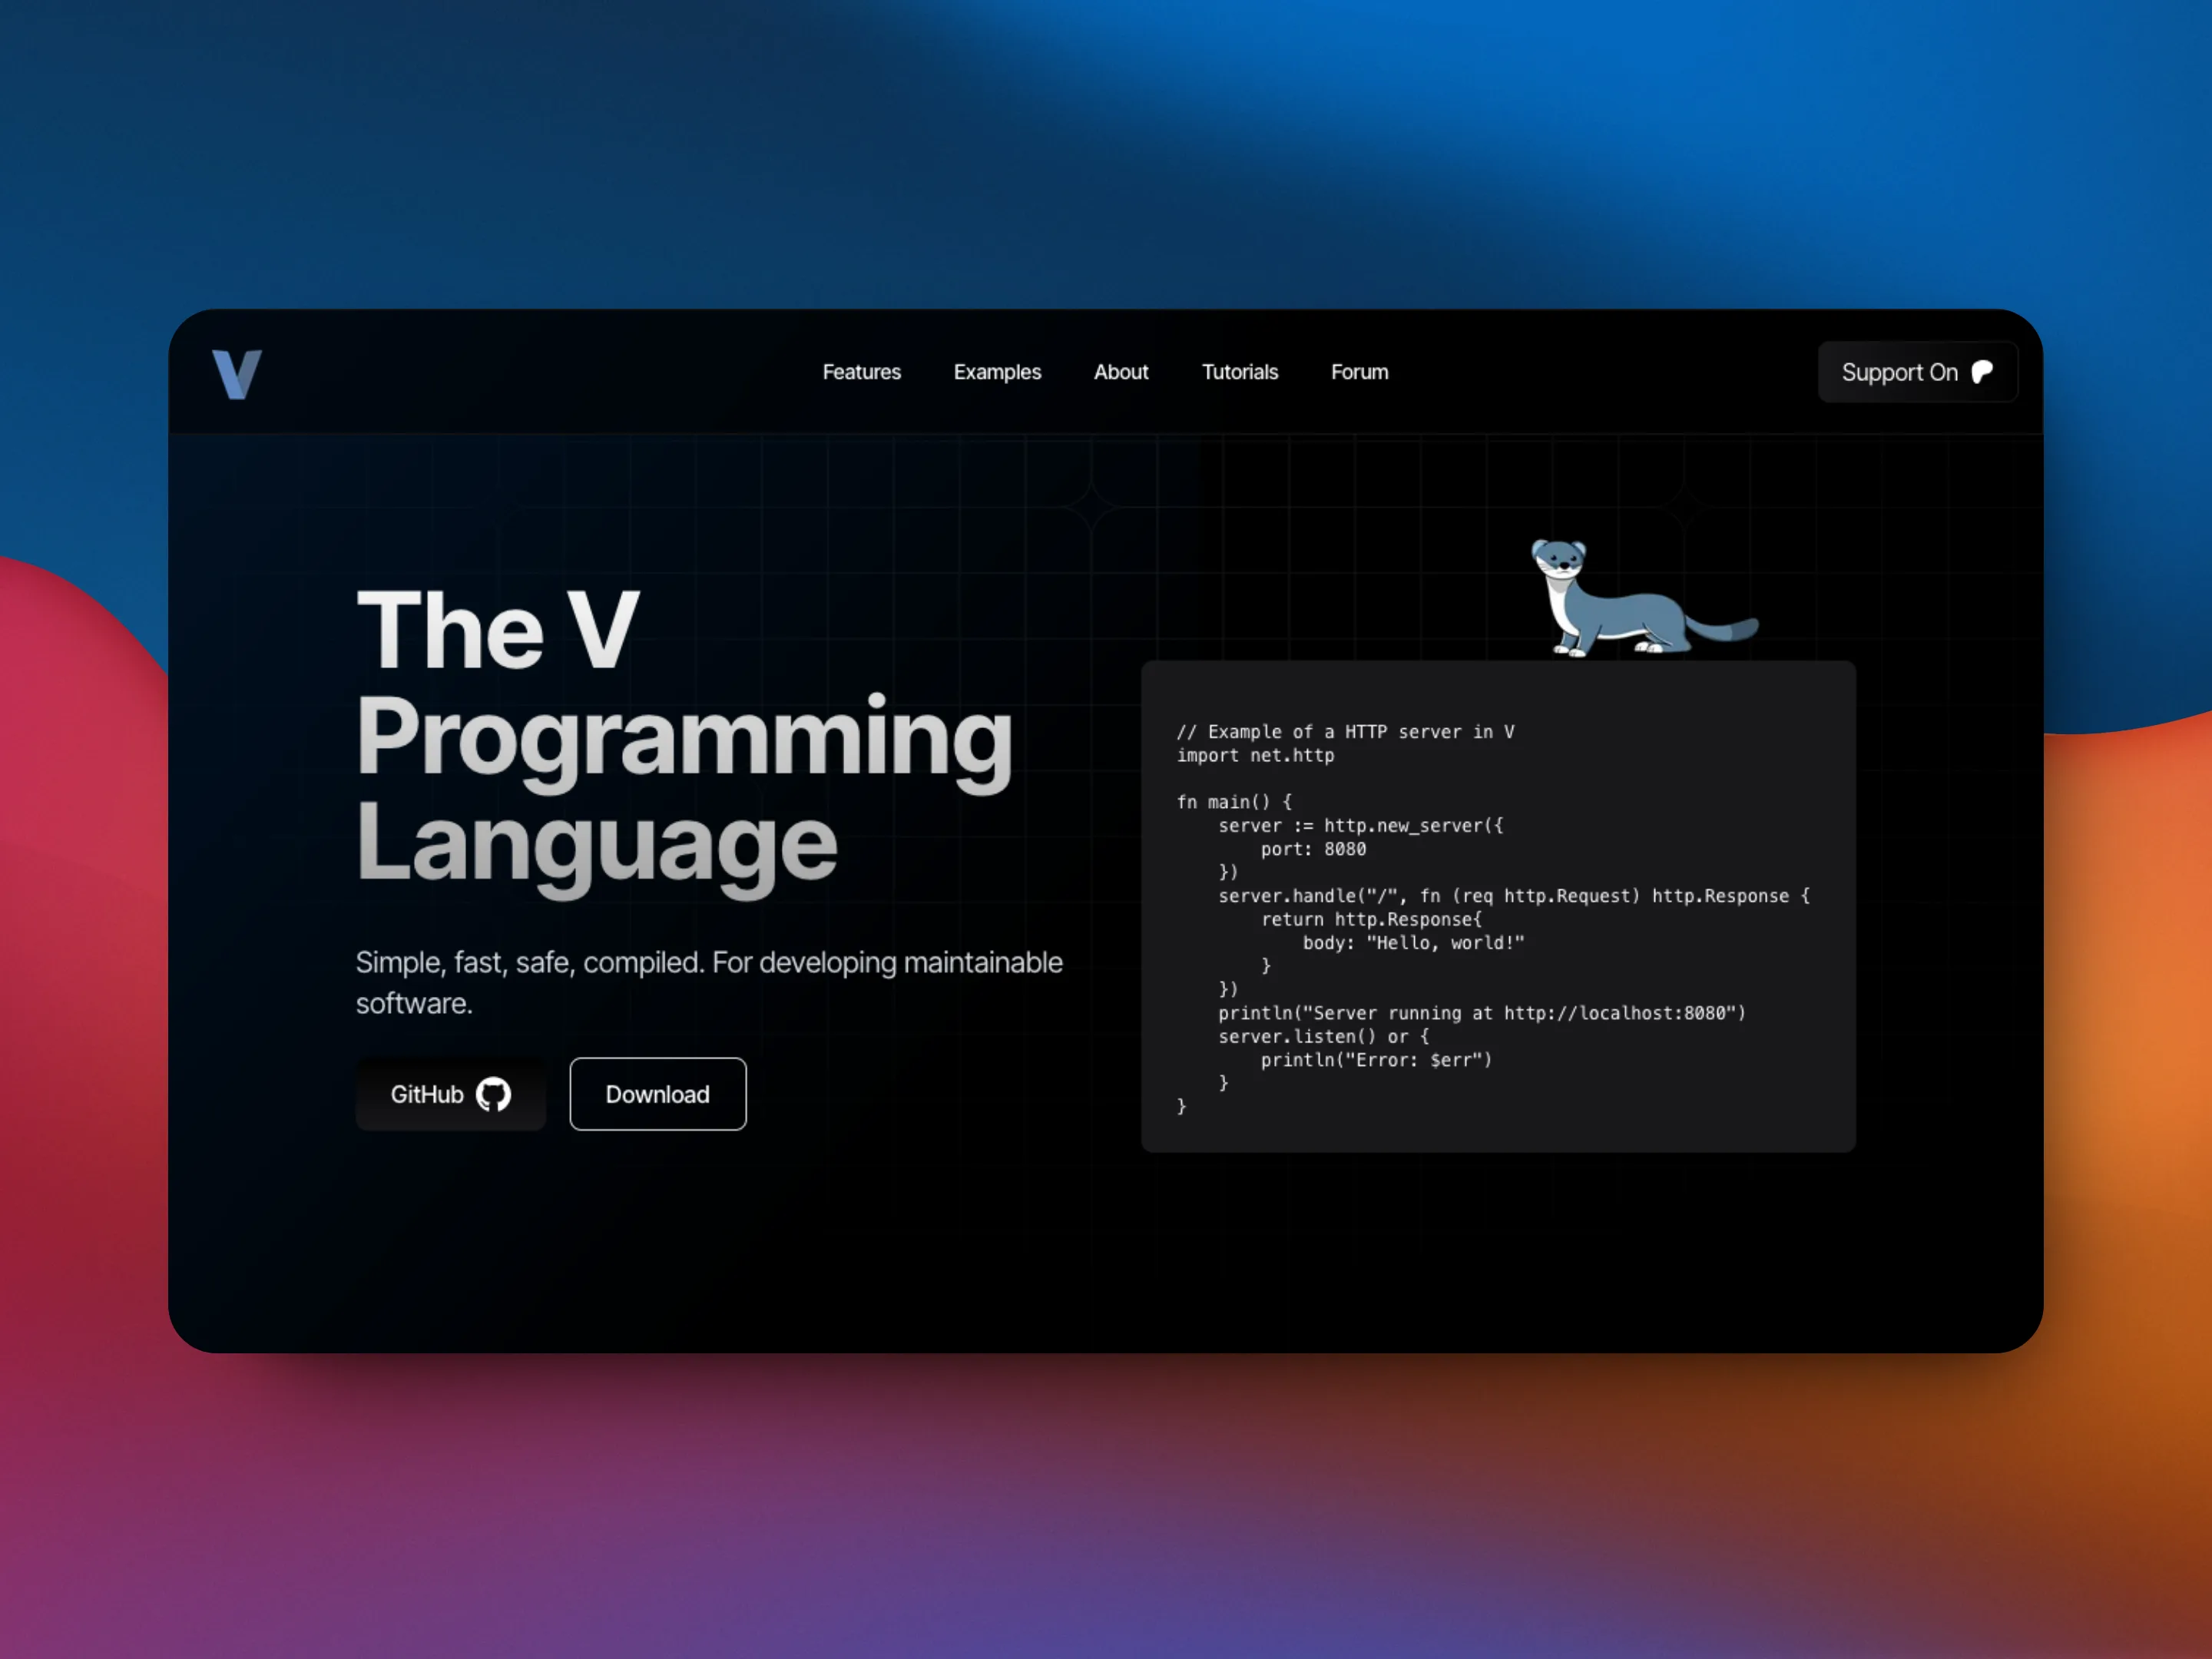 V
Features Examples About Tutorials Forum
Support On
The V
Programming
Language
Simple, fast, safe, compiled. For developing maintainable
software.
GitHub
Download
// Example of a HTTP server in V
import net.http

fn main() {
    server := http.new_server({
        port: 8080
    })
    server.handle("/", fn (req http.Request) http.Response {
        return http.Response{
            body: "Hello, world!"
        }
    })
    println("Server running at http://localhost:8080")
    server.listen() or {
        println("Error: $err")
    }
}